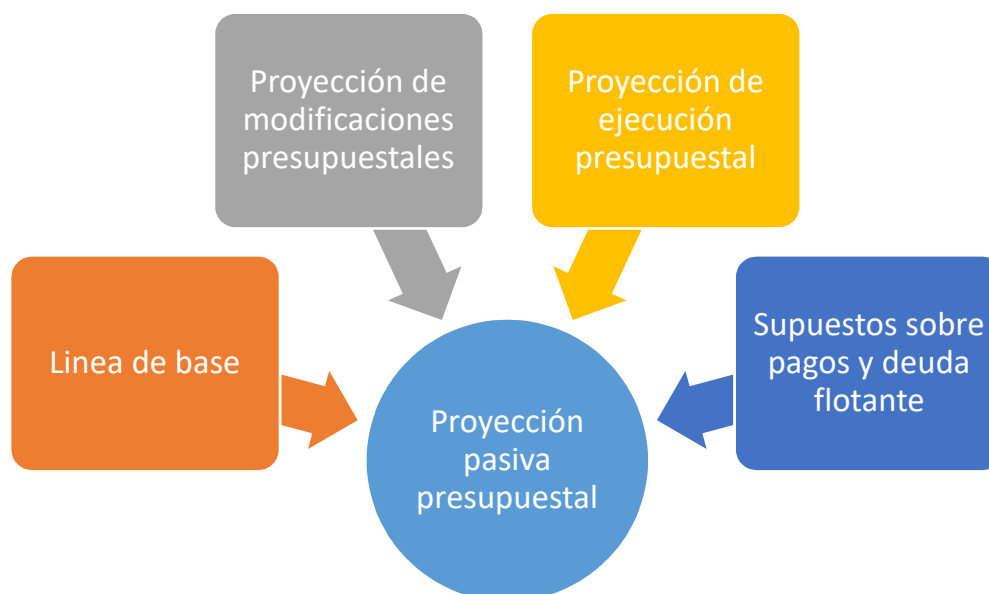 Proyección de
modificaciones
presupuestales
Proyección de
ejecución
presupuestal
Linea de base
Supuestos sobre
pagos y deuda
flotante
Proyección
pasiva
presupuestal